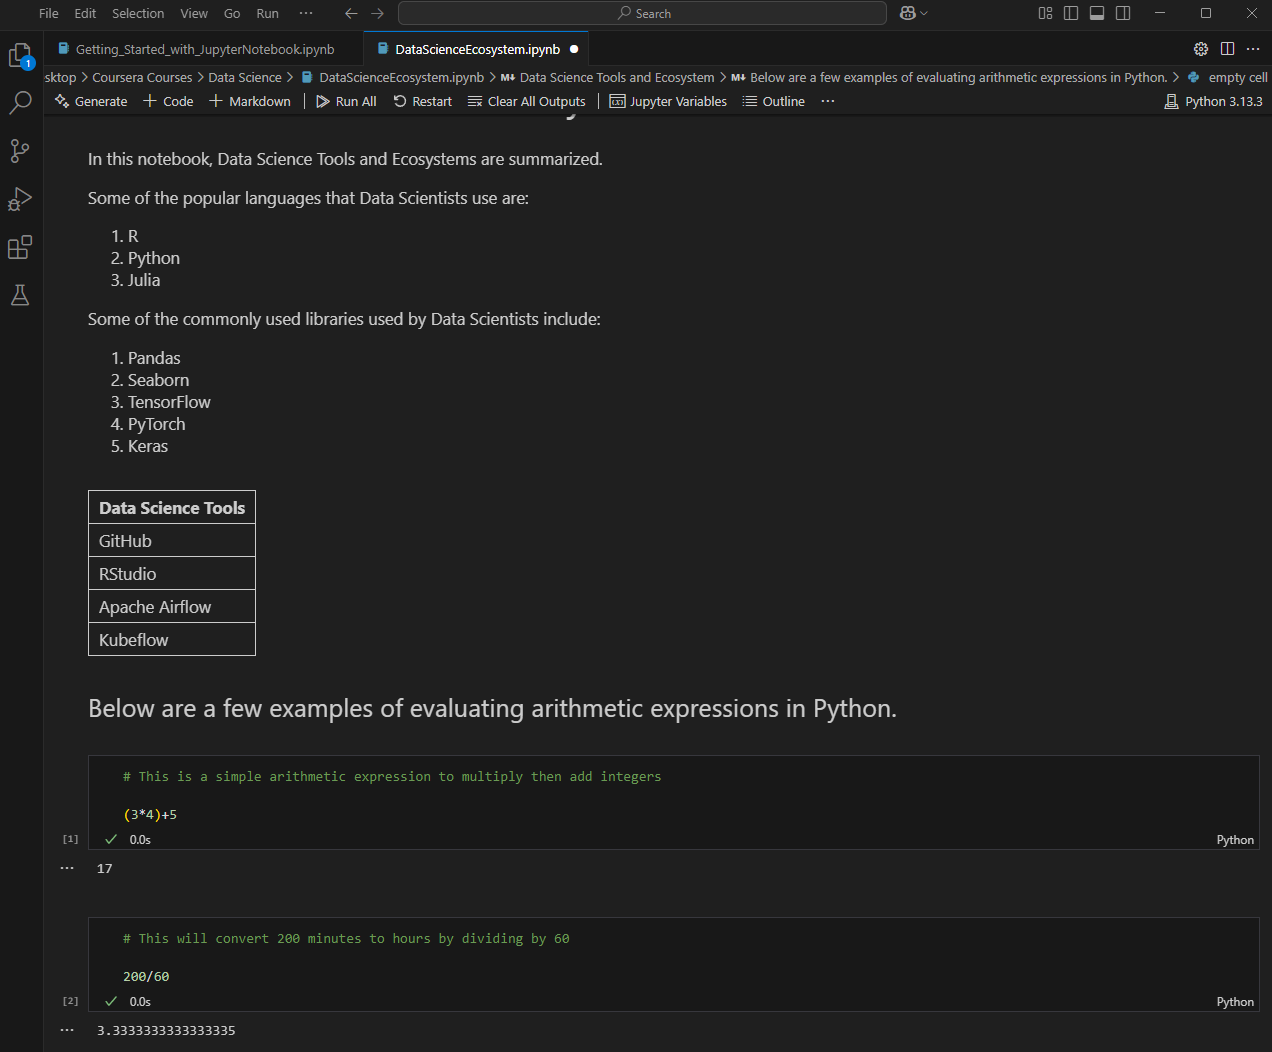 File Edit Selection View Go Run ··· Search
1
Getting_Started_with_JupyterNotebook.ipynb DataScienceEcosystem.ipynb
sktop > Coursera Courses > Data Science > DataScienceEcosystem.ipynb > M↓ Data Science Tools and Ecosystem > M↓ Below are a few examples of evaluating arithmetic expressions in Python. > empty cell
Generate + Code + Markdown | Run All Restart Clear All Outputs | Jupyter Variables Outline ··· Python 3.13.3
In this notebook, Data Science Tools and Ecosystems are summarized.
Some of the popular languages that Data Scientists use are:
1. R
2. Python
3. Julia
Some of the commonly used libraries used by Data Scientists include:
1. Pandas
2. Seaborn
3. TensorFlow
4. PyTorch
5. Keras
Data Science Tools
GitHub
RStudio
Apache Airflow
Kubeflow
Below are a few examples of evaluating arithmetic expressions in Python.
# This is a simple arithmetic expression to multiply then add integers
(3*4)+5
[1] ✓ 0.0s Python
··· 17
# This will convert 200 minutes to hours by dividing by 60
200/60
[2] ✓ 0.0s Python
··· 3.3333333333333335